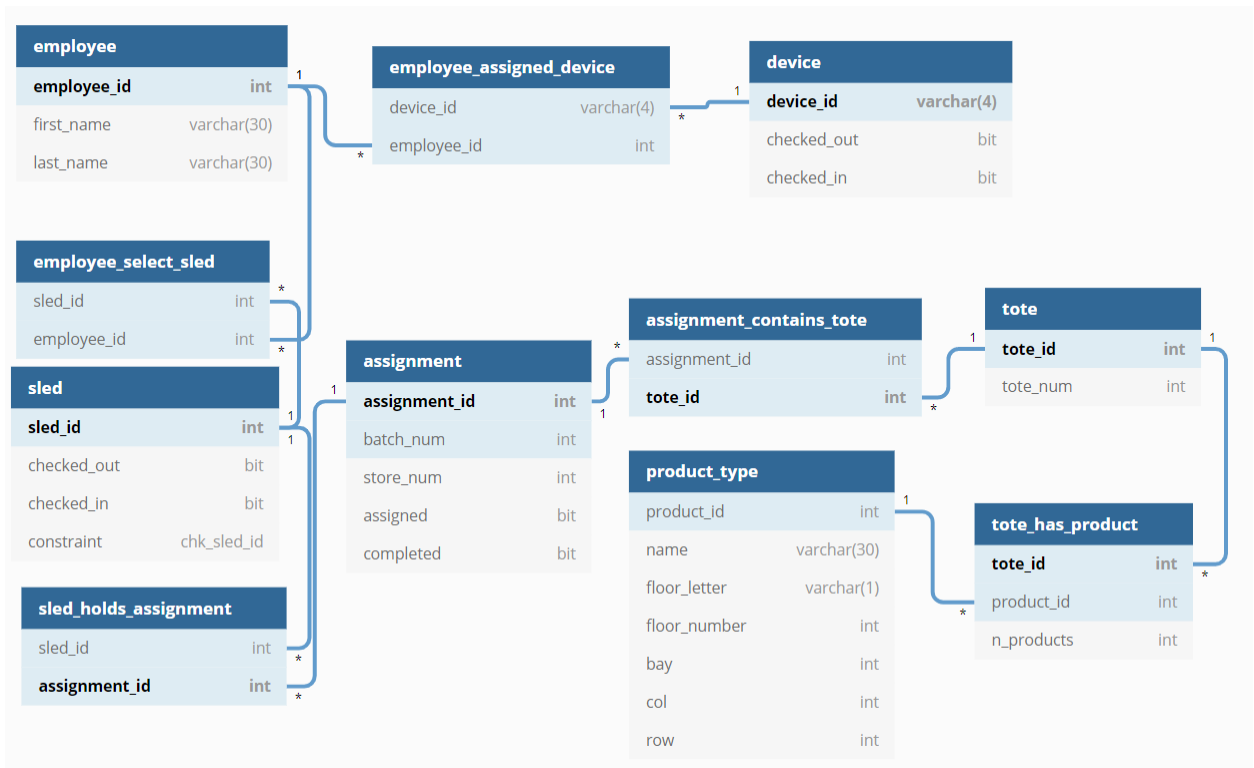 employee
employee_id int
first_name varchar(30)
last_name varchar(30)
1
*
employee_assigned_device
device_id varchar(4)
employee_id int
*
1
device
device_id varchar(4)
checked_out bit
checked_in bit
employee_select_sled
sled_id int
employee_id int
*
*
sled
sled_id int
checked_out bit
checked_in bit
constraint chk_sled_id
1
1
sled_holds_assignment
sled_id int
assignment_id int
*
*
1
assignment
assignment_id int
batch_num int
store_num int
assigned bit
completed bit
1
*
assignment_contains_tote
assignment_id int
tote_id int
*
1
tote
tote_id int
tote_num int
1
product_type
product_id int
name varchar(30)
floor_letter varchar(1)
floor_number int
bay int
col int
row int
1
*
tote_has_product
tote_id int
product_id int
n_products int
*